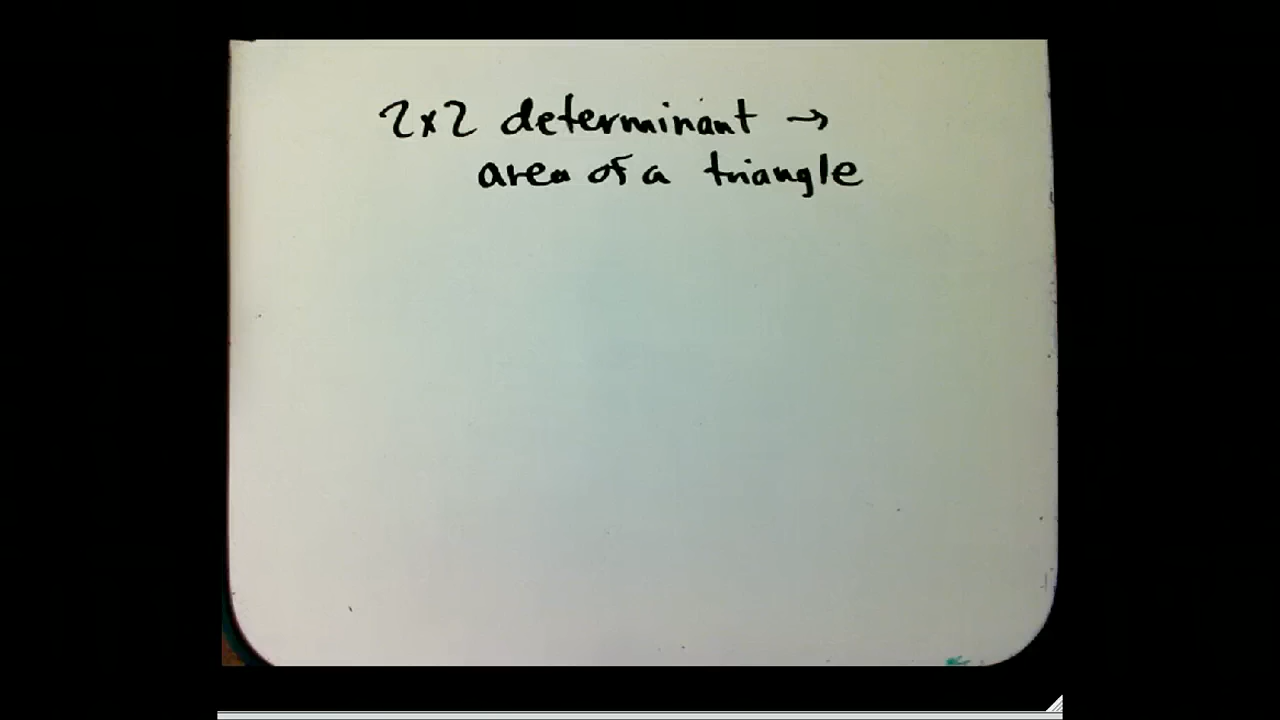 2x2 determinant →
area of a triangle